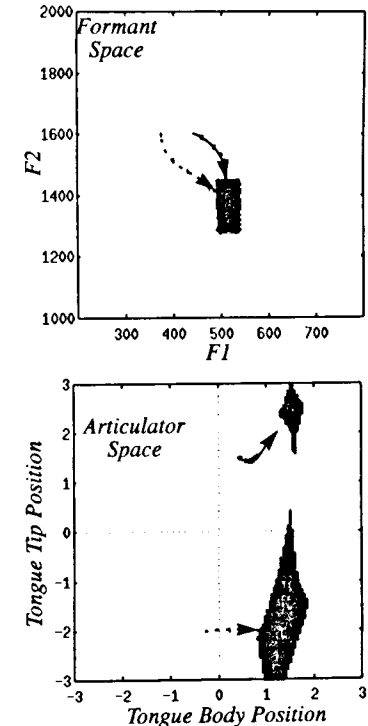 Formant
Space
2000
1800
1600
1400
1200
1000
F2
300 400 500 600 700
F1
Articulator
Space
3
2
1
0
-1
-2
-3
Tongue Tip Position
-3 -2 -1 0 1 2 3
Tongue Body Position